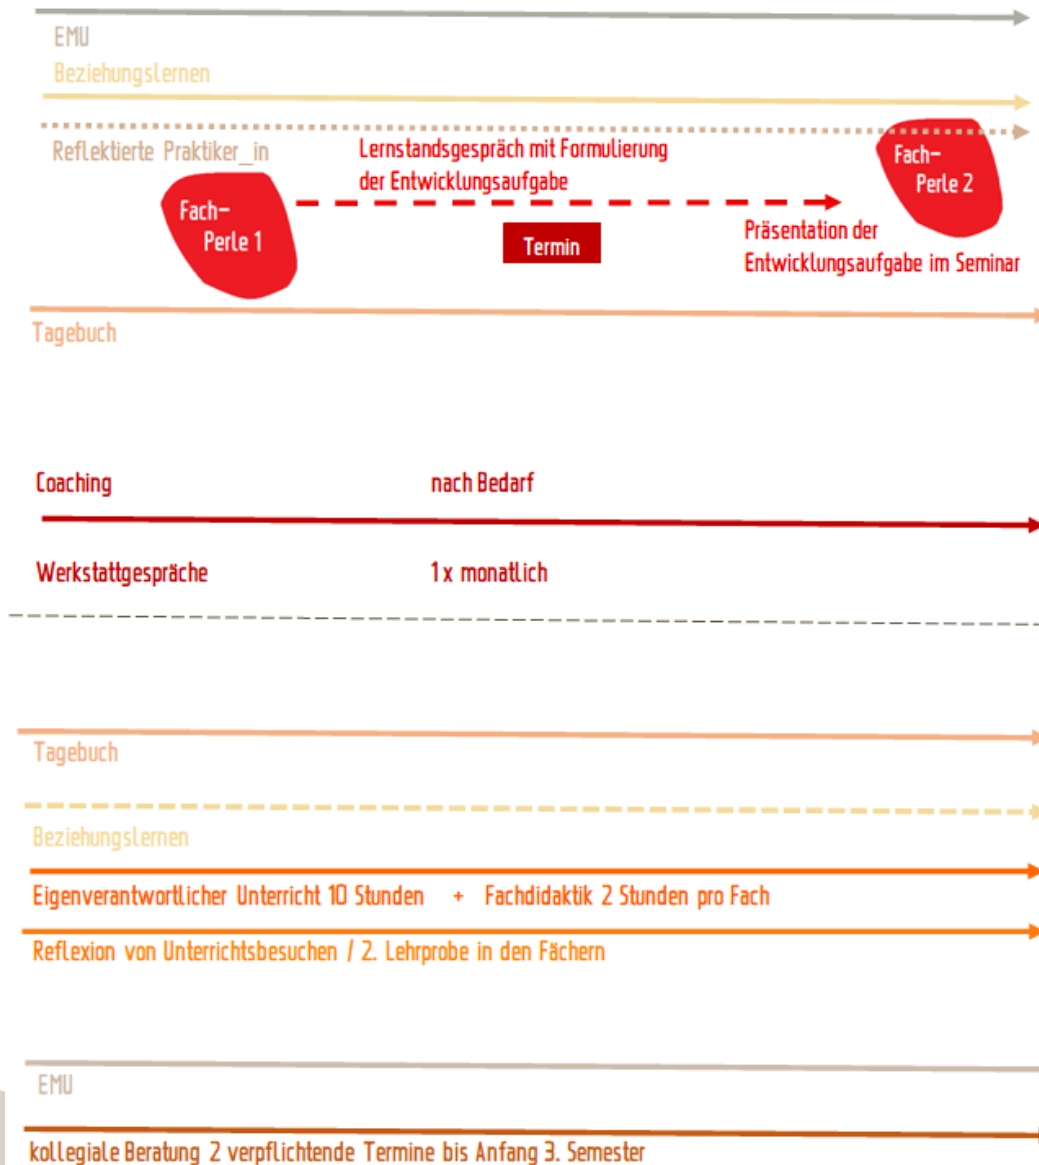 EMU
Beziehungslernen
Reflektierte Praktiker_in
Lernstandsgespräch mit Formulierung
der Entwicklungsaufgabe
Fach-
Perle 1
Termin
Fach-
Perle 2
Präsentation der
Entwicklungsaufgabe im Seminar
Tagebuch
Coaching nach Bedarf
Werkstattgespräche 1 x monatlich
Tagebuch
Beziehungslernen
Eigenverantwortlicher Unterricht 10 Stunden + Fachdidaktik 2 Stunden pro Fach
Reflexion von Unterrichtsbesuchen / 2. Lehrprobe in den Fächern
EMU
kollegiale Beratung 2 verpflichtende Termine bis Anfang 3. Semester